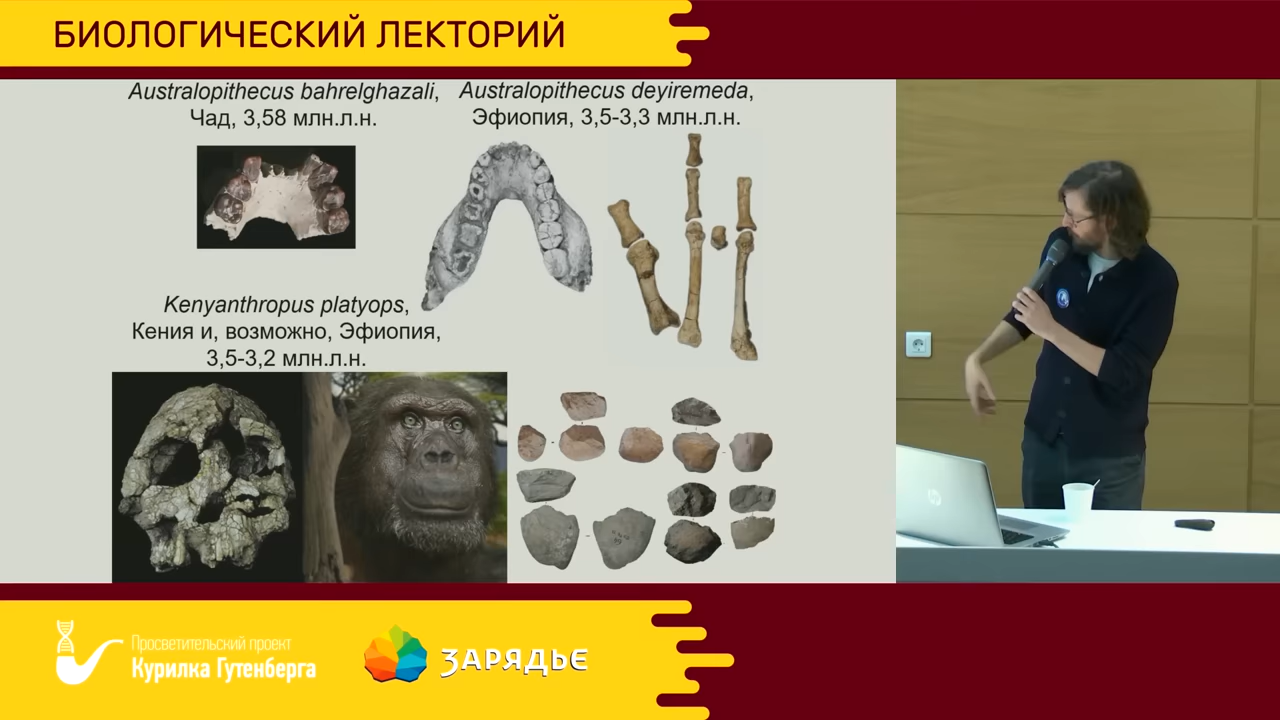 БИОЛОГИЧЕСКИЙ ЛЕКТОРИЙ
Australopithecus bahrelghazali,
Чад, 3,58 млн.л.н.
Australopithecus deyiremeda,
Эфиопия, 3,5-3,3 млн.л.н.
Kenyanthropus platyops,
Кения и, возможно, Эфиопия,
3,5-3,2 млн.л.н.
hp
Просветительский проект
Курилка Гутенберга
ЗАРЯДЬЕ